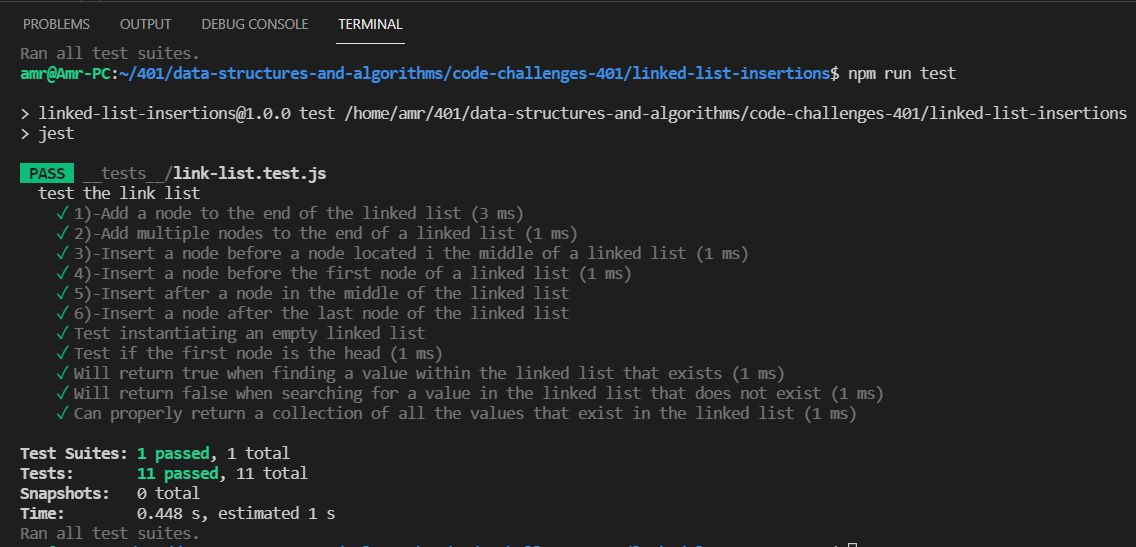 PROBLEMS OUTPUT DEBUG CONSOLE TERMINAL
Ran all test suites.
amr@Amr-PC:~/401/data-structures-and-algorithms/code-challenges-401/linked-list-insertions$ npm run test
> linked-list-insertions@1.0.0 test /home/amr/401/data-structures-and-algorithms/code-challenges-401/linked-list-insertions
> jest
PASS __tests__/link-list.test.js
test the link list
✓ 1)-Add a node to the end of the linked list (3 ms)
✓ 2)-Add multiple nodes to the end of a linked list (1 ms)
✓ 3)-Insert a node before a node located i the middle of a linked list (1 ms)
✓ 4)-Insert a node before the first node of a linked list (1 ms)
✓ 5)-Insert after a node in the middle of the linked list
✓ 6)-Insert a node after the last node of the linked list
✓ Test instantiating an empty linked list
✓ Test if the first node is the head (1 ms)
✓ Will return true when finding a value within the linked list that exists (1 ms)
✓ Will return false when searching for a value in the linked list that does not exist (1 ms)
✓ Can properly return a collection of all the values that exist in the linked list (1 ms)
Test Suites: 1 passed, 1 total
Tests: 11 passed, 11 total
Snapshots: 0 total
Time: 0.448 s, estimated 1 s
Ran all test suites.